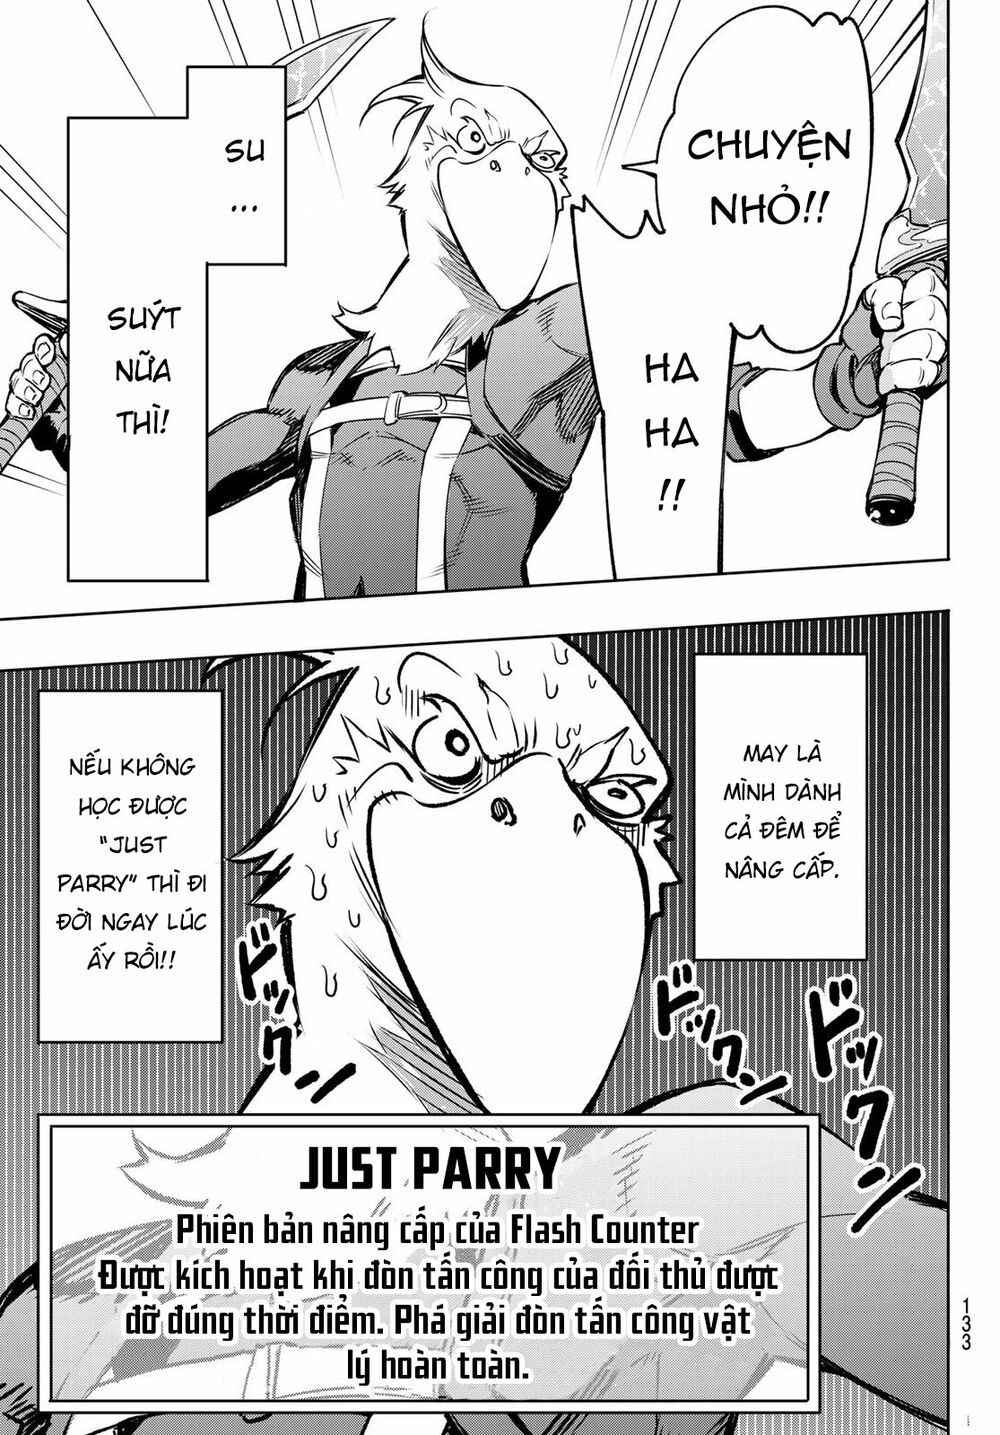 CHUYỆN
NHỎ!!
HA
HA
!!
SU
...
SUÝT
NỮA
THÌ!
MAY LÀ
MÌNH DÀNH
CẢ ĐÊM ĐỂ
NÂNG CẤP.
NẾU KHÔNG
HỌC ĐƯỢC
"JUST
PARRY" THÌ ĐI
ĐỜI NGAY LÚC
ẤY RỒI!!
ドックン
ドックン
ドックン
JUST PARRY
Phiên bản nâng cấp của Flash Counter
Được kích hoạt khi đòn tấn công của đối thủ được
đỡ đúng thời điểm. Phá giải đòn tấn công vật
lý hoàn toàn.
133